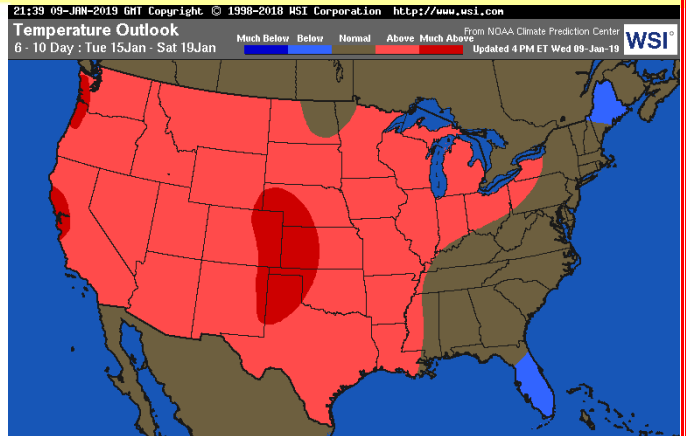 21:39 09-JAN-2019 GMT Copyright © 1998-2018 WSI Corporation http://www.wsi.com
Temperature Outlook
6 - 10 Day : Tue 15Jan - Sat 19Jan
Much Below Below Normal Above Much Above
From NOAA Climate Prediction Center
Updated 4 PM ET Wed 09-Jan-19
WSI